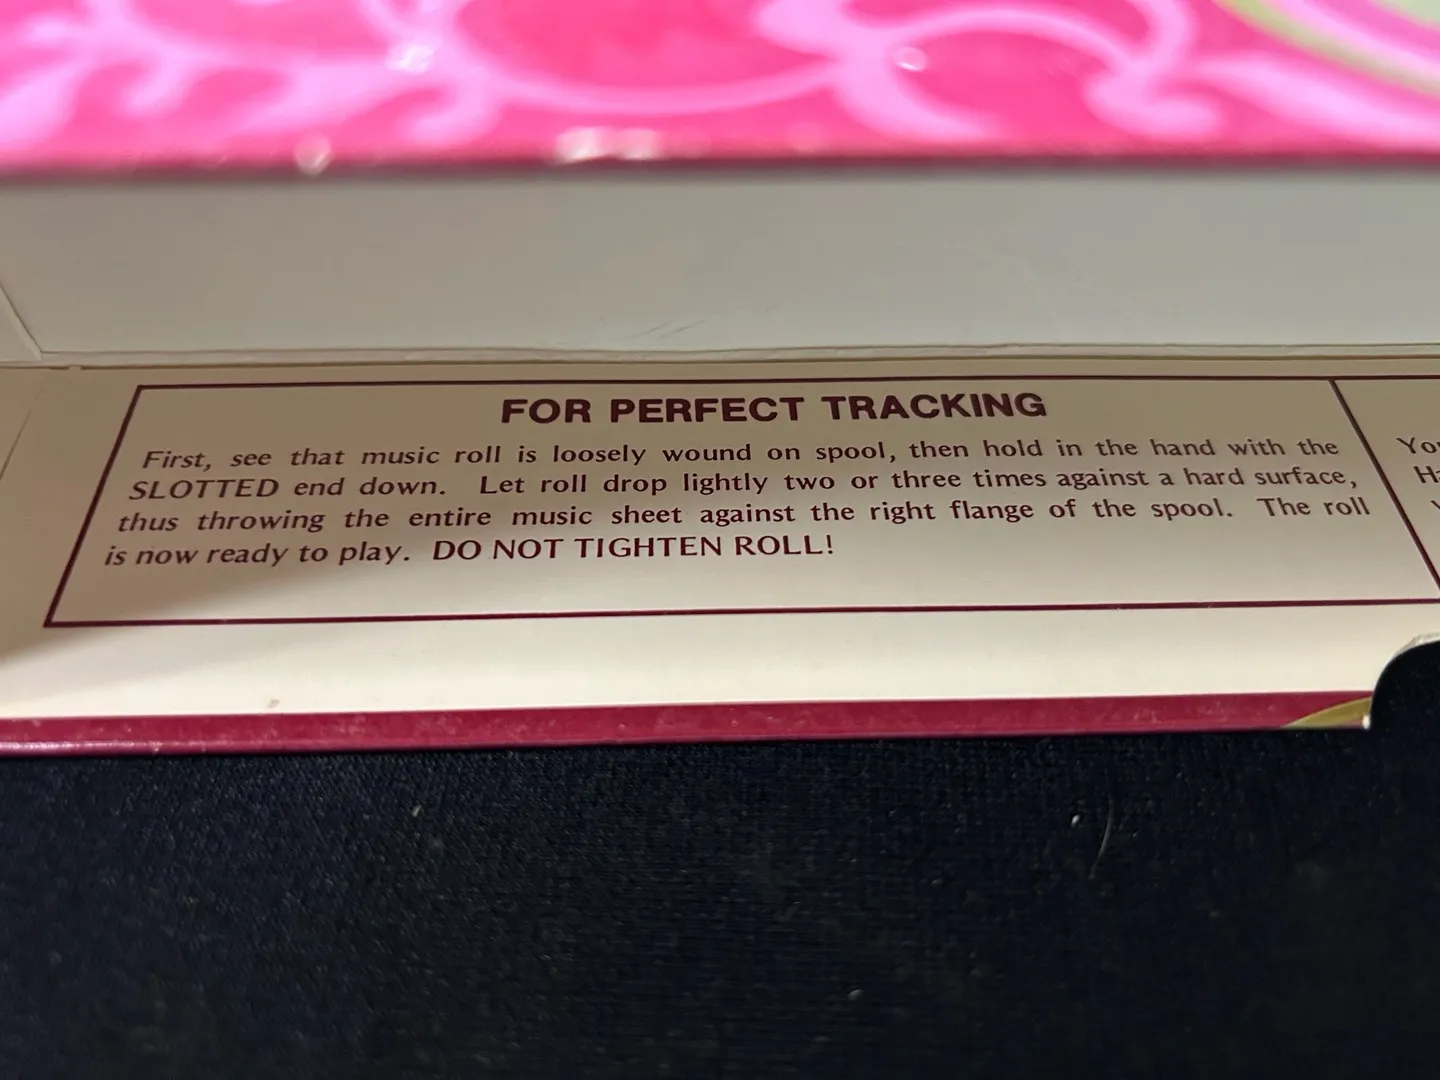 FOR PERFECT TRACKING
First, see that music roll is loosely wound on spool, then hold in the hand with the
SLOTTED end down. Let roll drop lightly two or three times against a hard surface,
thus throwing the entire music sheet against the right flange of the spool. The roll
is now ready to play. DO NOT TIGHTEN ROLL!